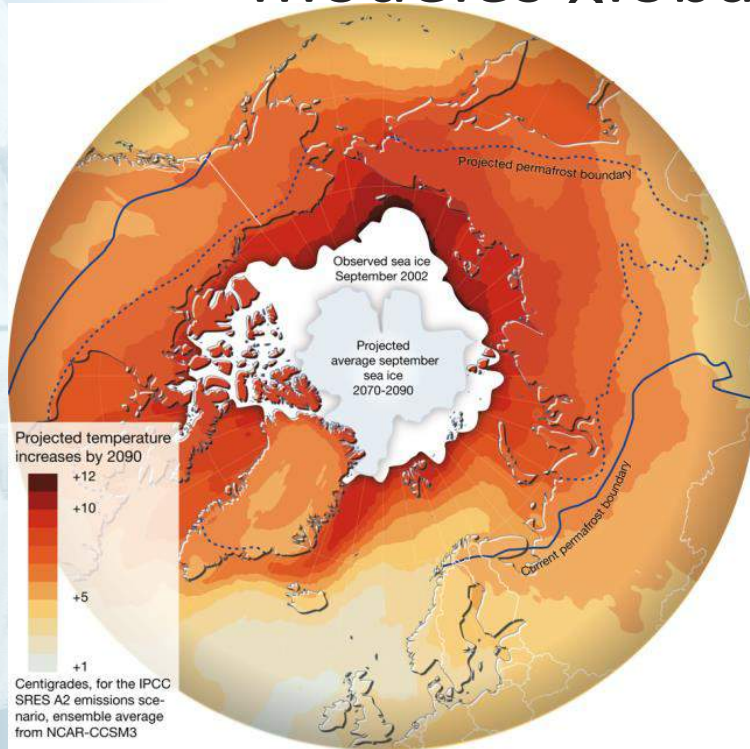 Projected permafrost boundary
Observed sea ice
September 2002
Projected
average september
sea ice
2070-2090
Current permafrost boundary
Projected temperature
increases by 2090
+12
+10
+5
+1
Centigrades, for the IPCC
SRES A2 emissions sce-
nario, ensemble average
from NCAR-CCSM3